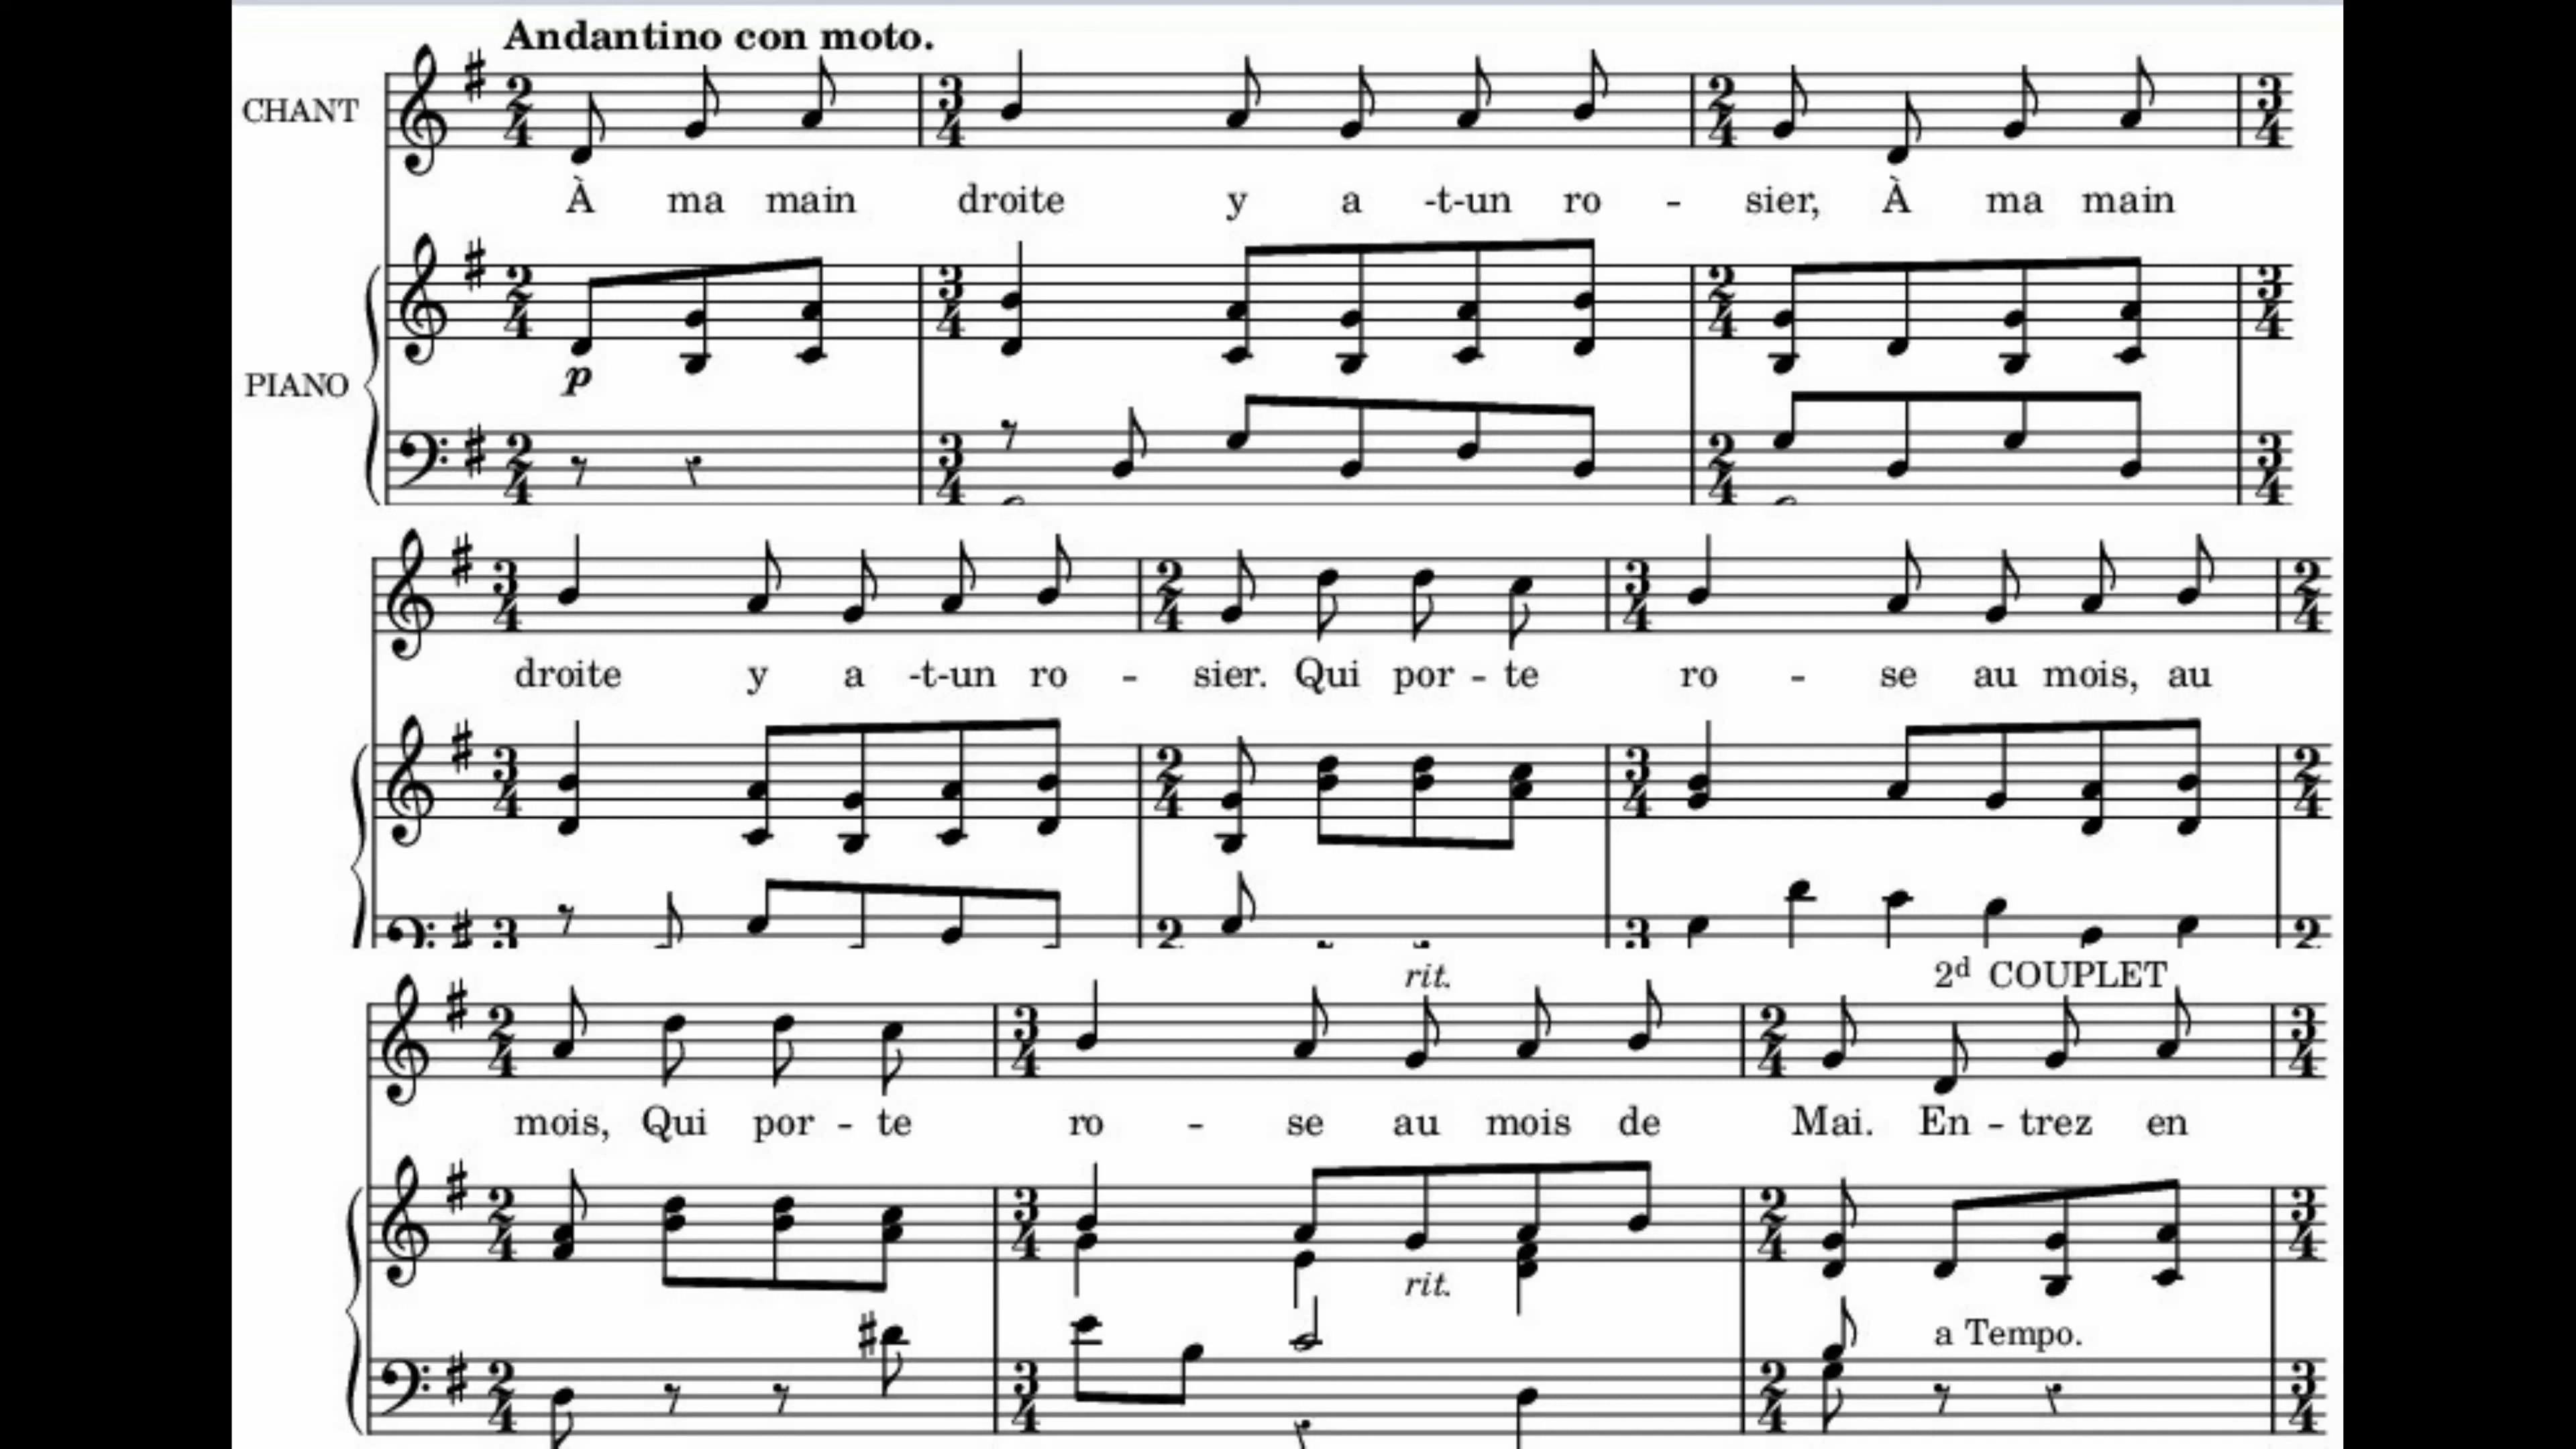 Andantino con moto.
CHANT
À ma main droite y a -t-un ro - sier, À ma main
PIANO
p
droite y a -t-un ro - sier. Qui por - te ro - se au mois, au
rit. 2d COUPLET
mois, Qui por - te ro - se au mois de Mai. En - trez en
rit.
a Tempo.